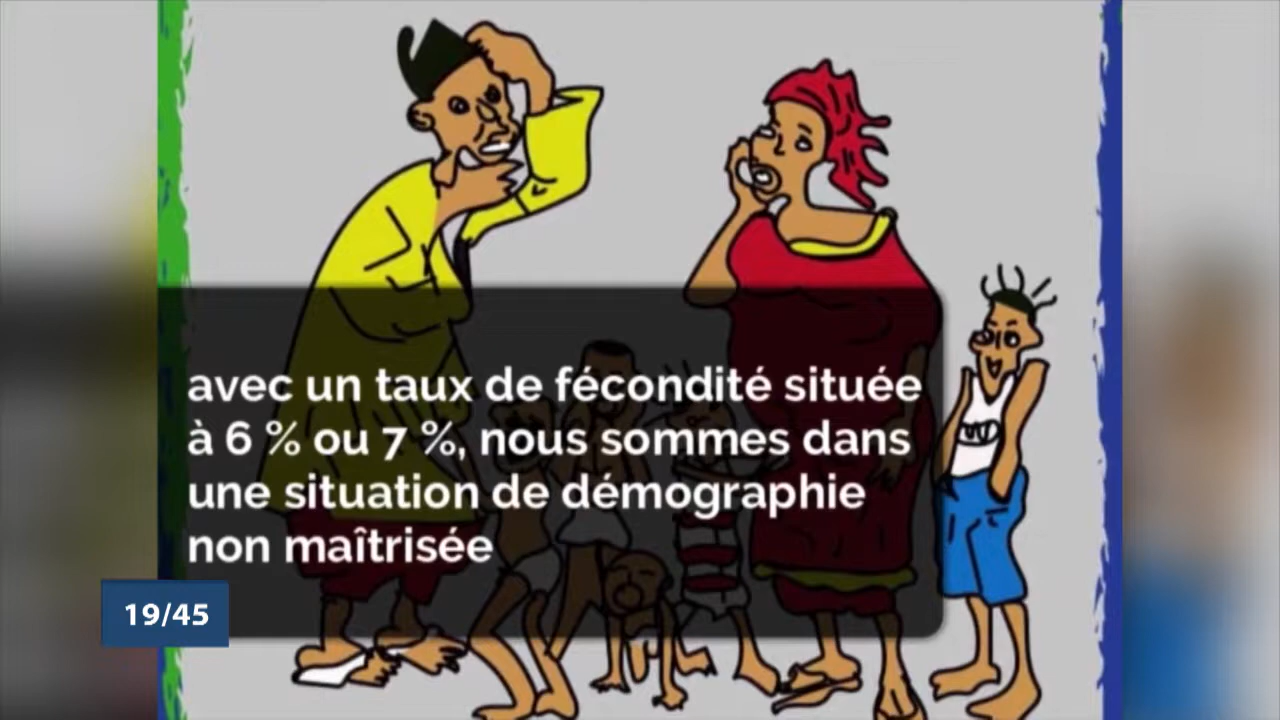 avec un taux de fécondité située
à 6 % ou 7 %, nous sommes dans
une situation de démographie
non maîtrisée
19/45